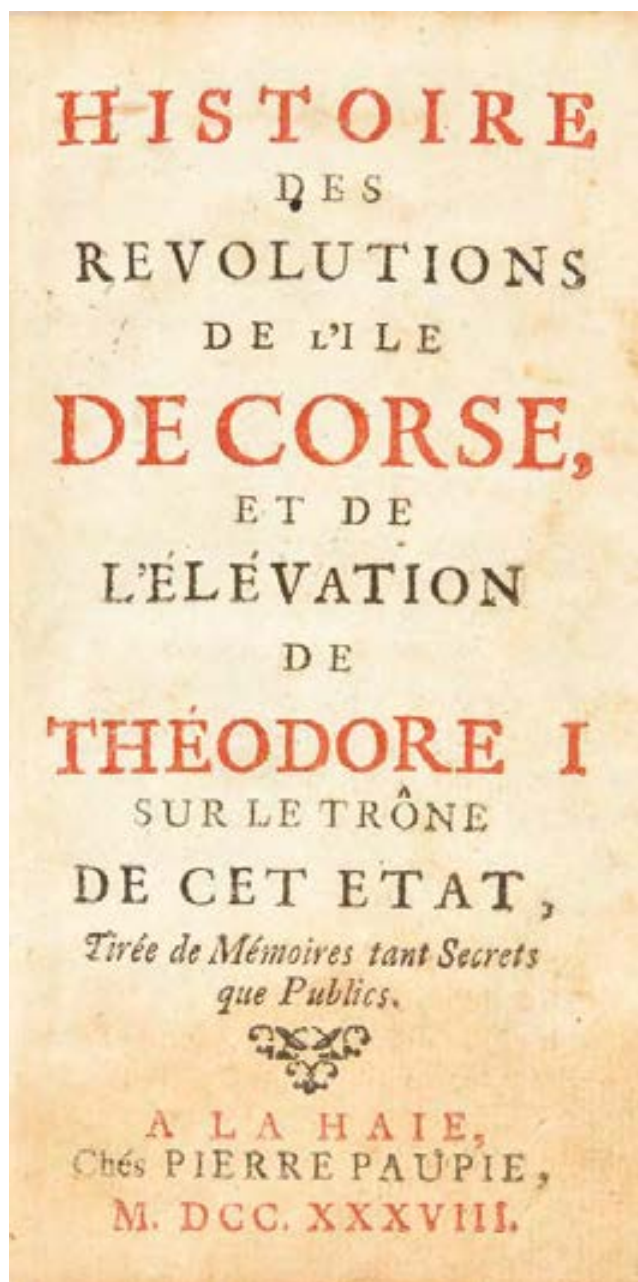 HISTOIRE
DES
REVOLUTIONS
DE L'ILE
DE CORSE,
ET DE
L'ÉLÉVATION
DE
THÉODORE I
SUR LE TRÔNE
DE CET ETAT,
Tirée de Mémoires tant Secrets
que Publics.
A LA HAIE,
Chés PIERRE PAUPIE,
M. DCC. XXXVIII.